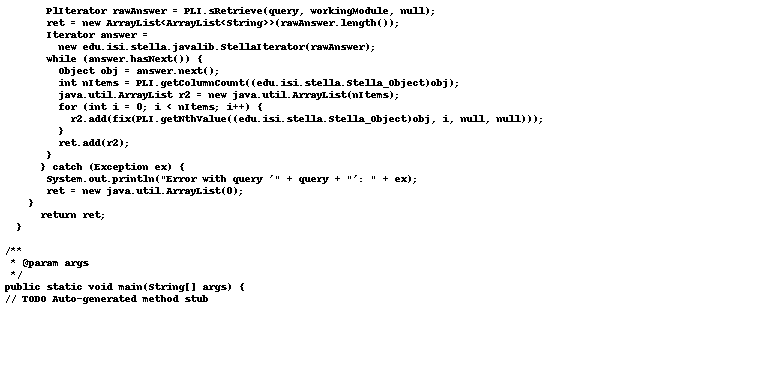 PlIterator rawAnswer = PLI.sRetrieve(query, workingModule, null);
ret = new ArrayList<ArrayList<String>>(rawAnswer.length());
Iterator answer =
new edu.isi.stella.javalib.StellaIterator(rawAnswer);
while (answer.hasNext()) {
Object obj = answer.next();
int nItems = PLI.getColumnCount((edu.isi.stella.Stella_Object)obj);
java.util.ArrayList r2 = new java.util.ArrayList(nItems);
for (int i = 0; i < nItems; i++) {
r2.add(fix(PLI.getNthValue((edu.isi.stella.Stella_Object)obj, i, null, null)));
}
ret.add(r2);
}
} catch (Exception ex) {
System.out.println("Error with query '" + query + "': " + ex);
ret = new java.util.ArrayList(0);
}
return ret;
}
/**
* @param args
*/
public static void main(String[] args) {
// TODO Auto-generated method stub